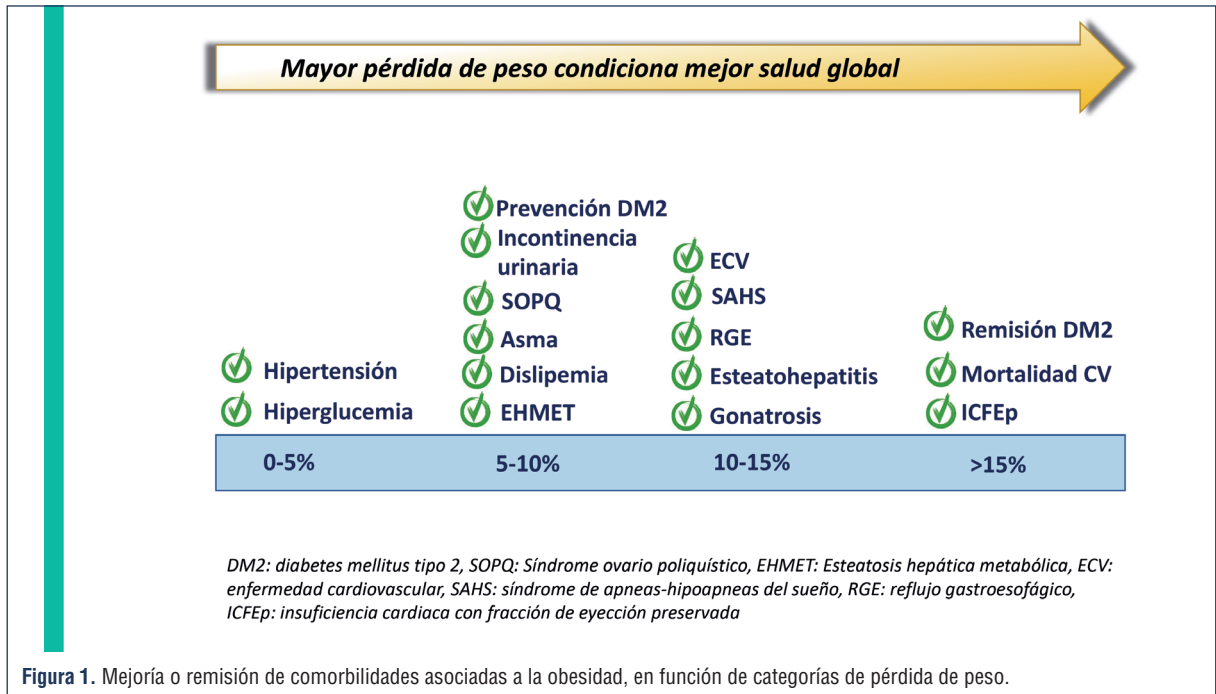 Mayor pérdida de peso condiciona mejor salud global
Hipertensión
Hiperglucemia
0-5%
Prevención DM2
Incontinencia
urinaria
SOPQ
Asma
Dislipemia
EHMET
5-10%
ECV
SAHS
RGE
Esteatohepatitis
Gonatrosis
10-15%
Remisión DM2
Mortalidad CV
ICFEp
>15%
DM2: diabetes mellitus tipo 2, SOPQ: Síndrome ovario poliquístico, EHMET: Esteatosis hepática metabólica, ECV:
enfermedad cardiovascular, SAHS: síndrome de apneas-hipoapneas del sueño, RGE: reflujo gastroesofágico,
ICFEp: insuficiencia cardiaca con fracción de eyección preservada
Figura 1. Mejoría o remisión de comorbilidades asociadas a la obesidad, en función de categorías de pérdida de peso.